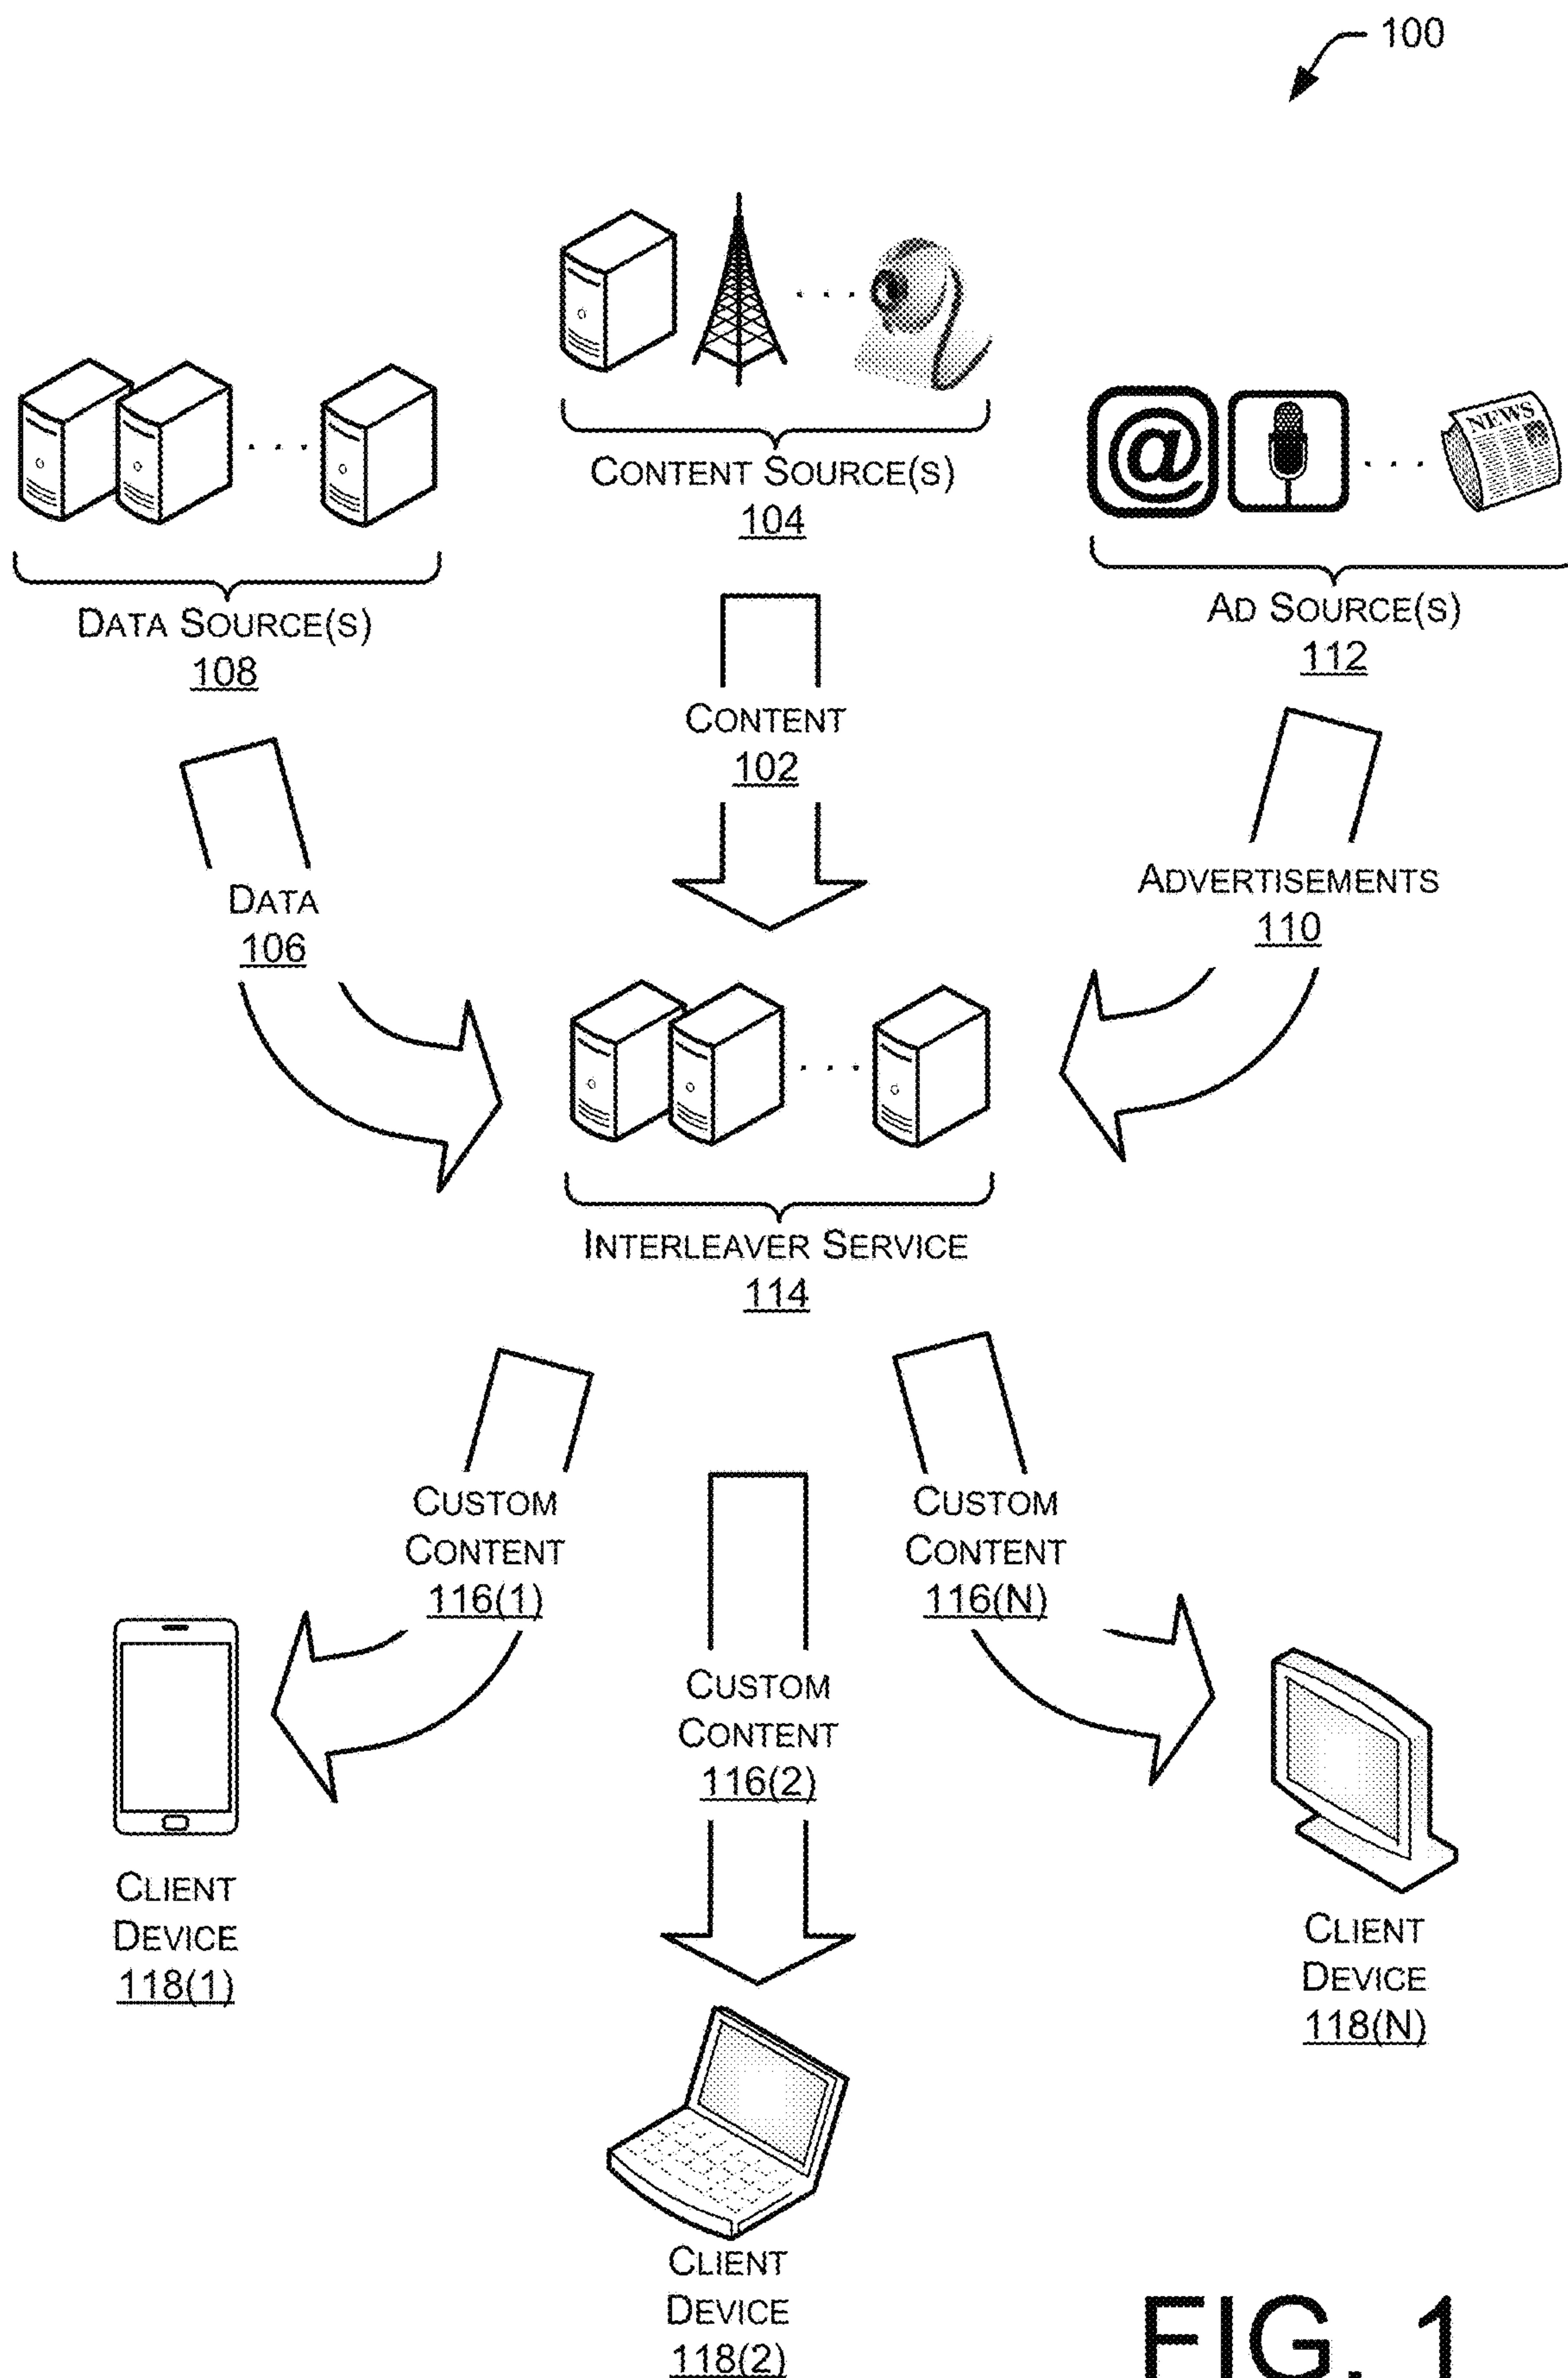 100
CONTENT SOURCE(S)
104
NEWS
DATA SOURCE(S)
108
AD SOURCE(S)
112
CONTENT
102
DATA
106
ADVERTISEMENTS
110
INTERLEAVER SERVICE
114
CUSTOM
CONTENT
116(1)
CUSTOM
CONTENT
116(2)
CUSTOM
CONTENT
116(N)
CLIENT
DEVICE
118(1)
CLIENT
DEVICE
118(2)
CLIENT
DEVICE
118(N)
@
FIG. 1